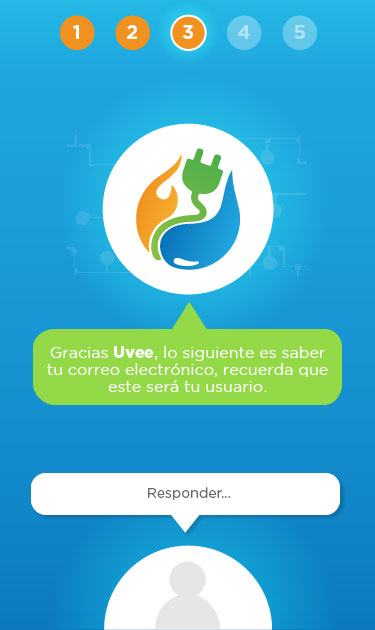 1 2 3 4 5
Gracias Uvee, lo siguiente es saber
tu correo electrónico, recuerda que
este será tu usuario.
Responder...